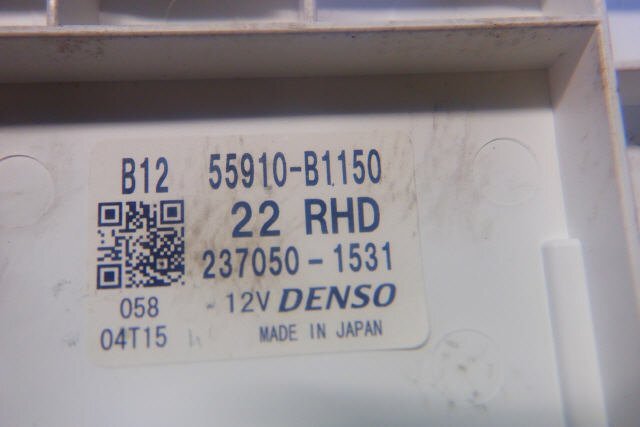 B12 55910-B1150
22 RHD
237050-1531
058 - 12V DENSO
04T15 MADE IN JAPAN